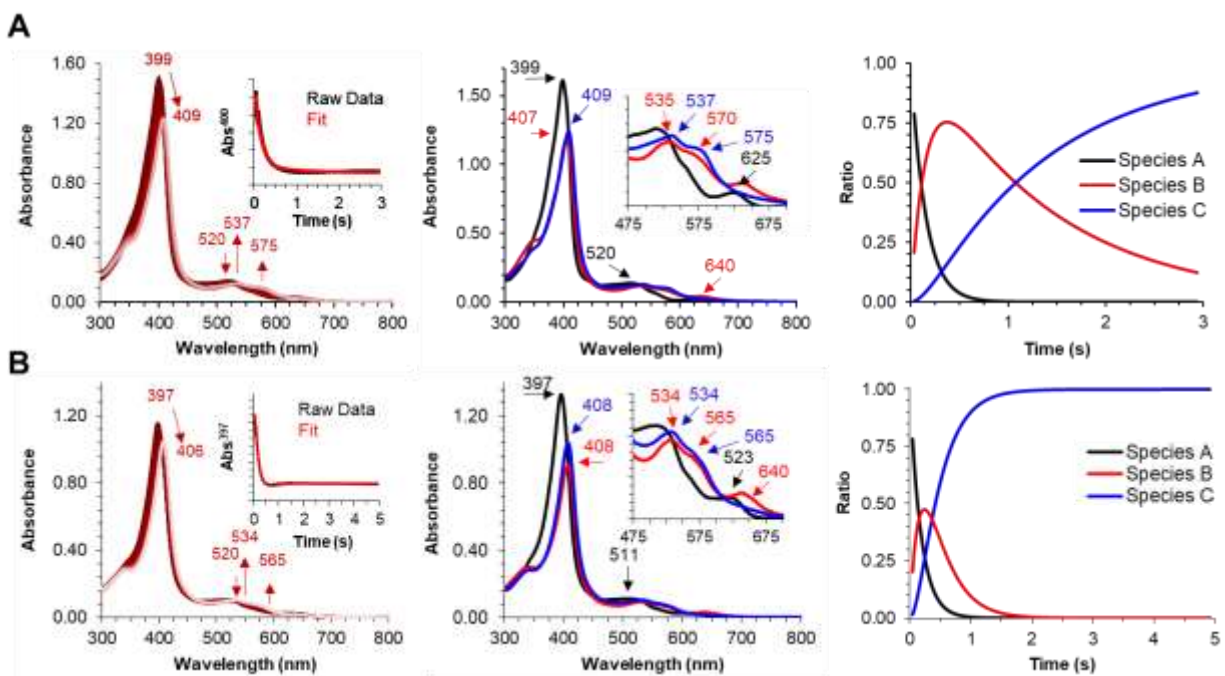 A
1.60
1.20
0.80
0.40
0.00
Absorbance
399
409
520
537
575
Raw Data
Fit
Abs400
0 1 2 3
Time (s)
300 400 500 600 700 800
Wavelength (nm)
1.50
1.00
0.50
0.00
Absorbance
399
407
409
520
640
535
537
570
575
625
475 575 675
300 400 500 600 700 800
Wavelength (nm)
1.00
0.75
0.50
0.25
0.00
Ratio
Species A
Species B
Species C
0 1 2 3
Time (s)
B
1.60
1.20
0.80
0.40
0.00
Absorbance
397
406
520
534
565
Raw Data
Fit
Abs397
0 1 2 3 4 5
Time (s)
300 400 500 600 700 800
Wavelength (nm)
1.20
0.80
0.40
0.00
Absorbance
397
408
408
511
534
534
565
565
523
640
475 575 675
300 400 500 600 700 800
Wavelength (nm)
1.00
0.75
0.50
0.25
0.00
Ratio
Species A
Species B
Species C
0 1 2 3 4 5
Time (s)